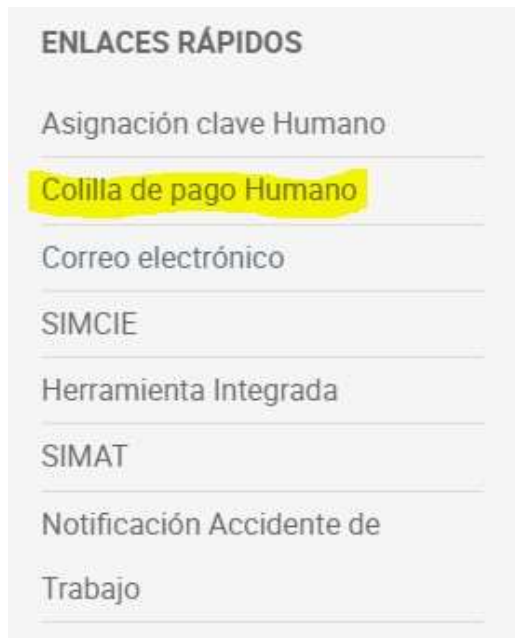 ENLACES RÁPIDOS
Asignación clave Humano
Colilla de pago Humano
Correo electrónico
SIMCIE
Herramienta Integrada
SIMAT
Notificación Accidente de
Trabajo